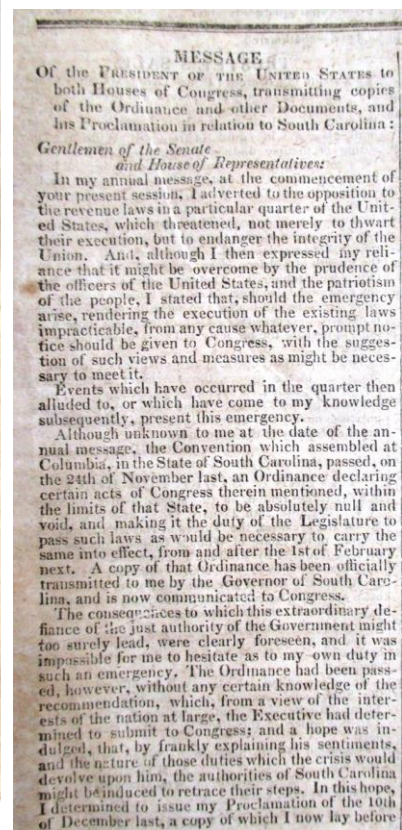 MESSAGE
Of the PRESIDENT OF THE UNITED STATES to
both Houses of Congress, transmitting copies
of the Ordinance and other Documents, and
his Proclamation in relation to South Carolina:
Gentlemen of the Senate
and House of Representatives:
In my annual message, at the commencement of
your present session, I adverted to the opposition to
the revenue laws in a particular quarter of the Unit-
ed States, which threatened, not merely to thwart
their execution, but to endanger the integrity of the
Union. And, although I then expressed my reli-
ance that it might be overcome by the prudence of
the officers of the United States, and the patriotism
of the people, I stated that, should the emergency
arise, rendering the execution of the existing laws
impracticable, from any cause whatever, prompt no-
tice should be given to Congress, with the sugges-
tion of such views and measures as might be neces-
sary to meet it.
Events which have occurred in the quarter then
alluded to, or which have come to my knowledge
subsequently, present this emergency.
Although unknown to me at the date of the an-
nual message, the Convention which assembled at
Columbia, in the State of South Carolina, passed, on
the 24th of November last, an Ordinance declaring
certain acts of Congress therein mentioned, within
the limits of that State, to be absolutely null and
void, and making it the duty of the Legislature to
pass such laws as would be necessary to carry the
same into effect, from and after the 1st of February
next. A copy of that Ordinance has been officially
transmitted to me by the Governor of South Caro-
lina, and is now communicated to Congress.
The consequences to which this extraordinary de-
fiance of the just authority of the Government might
too surely lead, were clearly foreseen, and it was
impossible for me to hesitate as to my own duty in
such an emergency. The Ordinance had been pass-
ed, however, without any certain knowledge of the
recommendation, which, from a view of the inter-
ests of the nation at large, the Executive had deter-
mined to submit to Congress; and a hope was in-
dulged, that, by frankly explaining his sentiments,
and the nature of those duties which the crisis would
devolve upon him, the authorities of South Carolina
might be induced to retrace their steps. In this hope,
I determined to issue my Proclamation of the 10th
of December last, a copy of which I now lay before